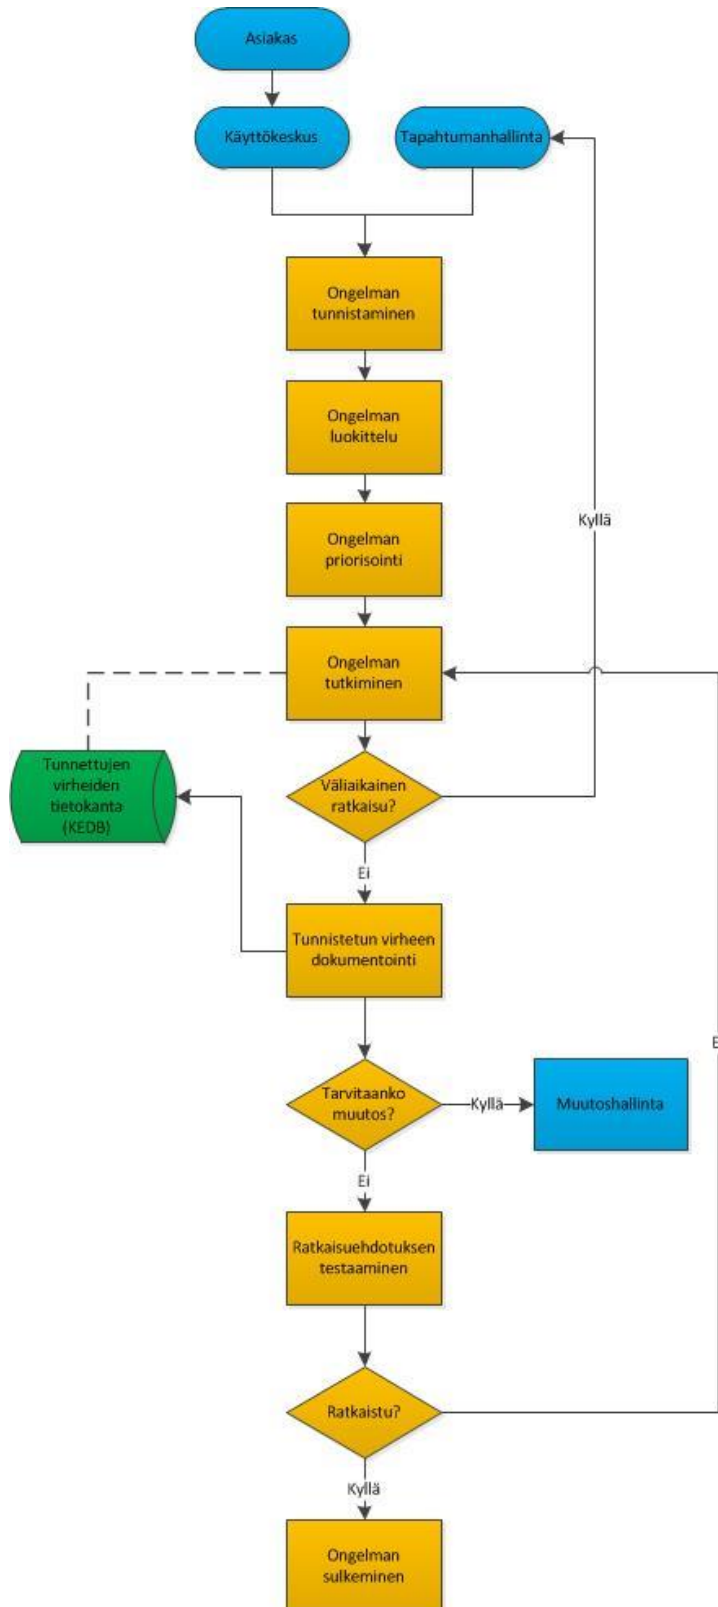 Asiakas
Käyttökeskus
Tapahtumanhallinta
Ongelman
tunnistaminen
Ongelman
luokittelu
Ongelman
priorisointi
Kyllä
Ongelman
tutkiminen
Tunnettujen
virheiden
tietokanta
(KEDB)
Väliaikainen
ratkaisu?
Ei
Tunnistetun virheen
dokumentointi
Tarvitaanko
muutos?
Kyllä
Muutoshallinta
Ei
Ratkaisuehdotuksen
testaaminen
Ratkaistu?
Kyllä
Ongelman
sulkeminen